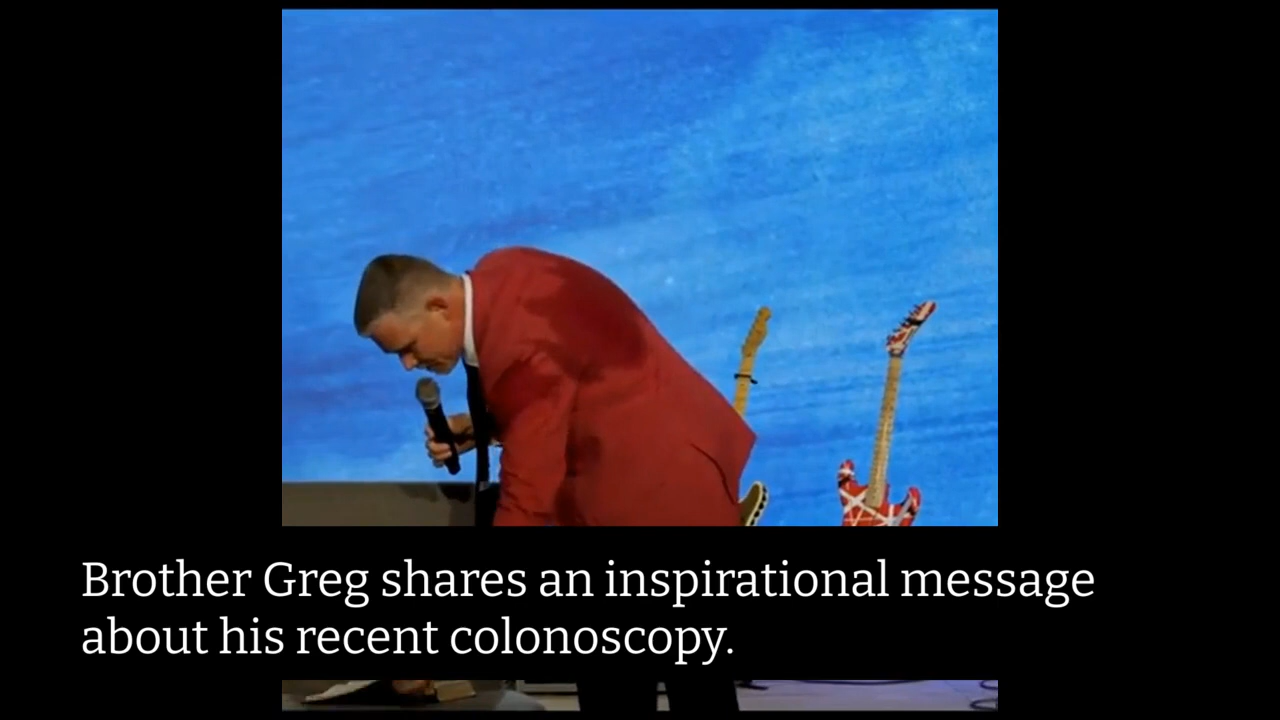 Brother Greg shares an inspirational message
about his recent colonoscopy.